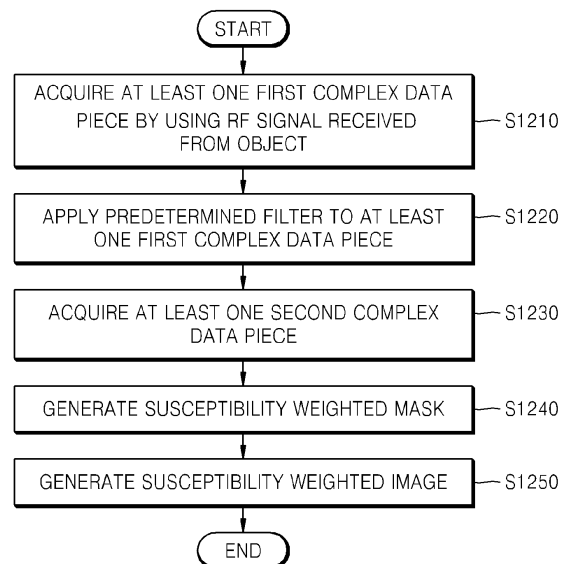 START
ACQUIRE AT LEAST ONE FIRST COMPLEX DATA
PIECE BY USING RF SIGNAL RECEIVED
FROM OBJECT
S1210
APPLY PREDETERMINED FILTER TO AT LEAST
ONE FIRST COMPLEX DATA PIECE
S1220
ACQUIRE AT LEAST ONE SECOND COMPLEX
DATA PIECE
S1230
GENERATE SUSCEPTIBILITY WEIGHTED MASK
S1240
GENERATE SUSCEPTIBILITY WEIGHTED IMAGE
S1250
END